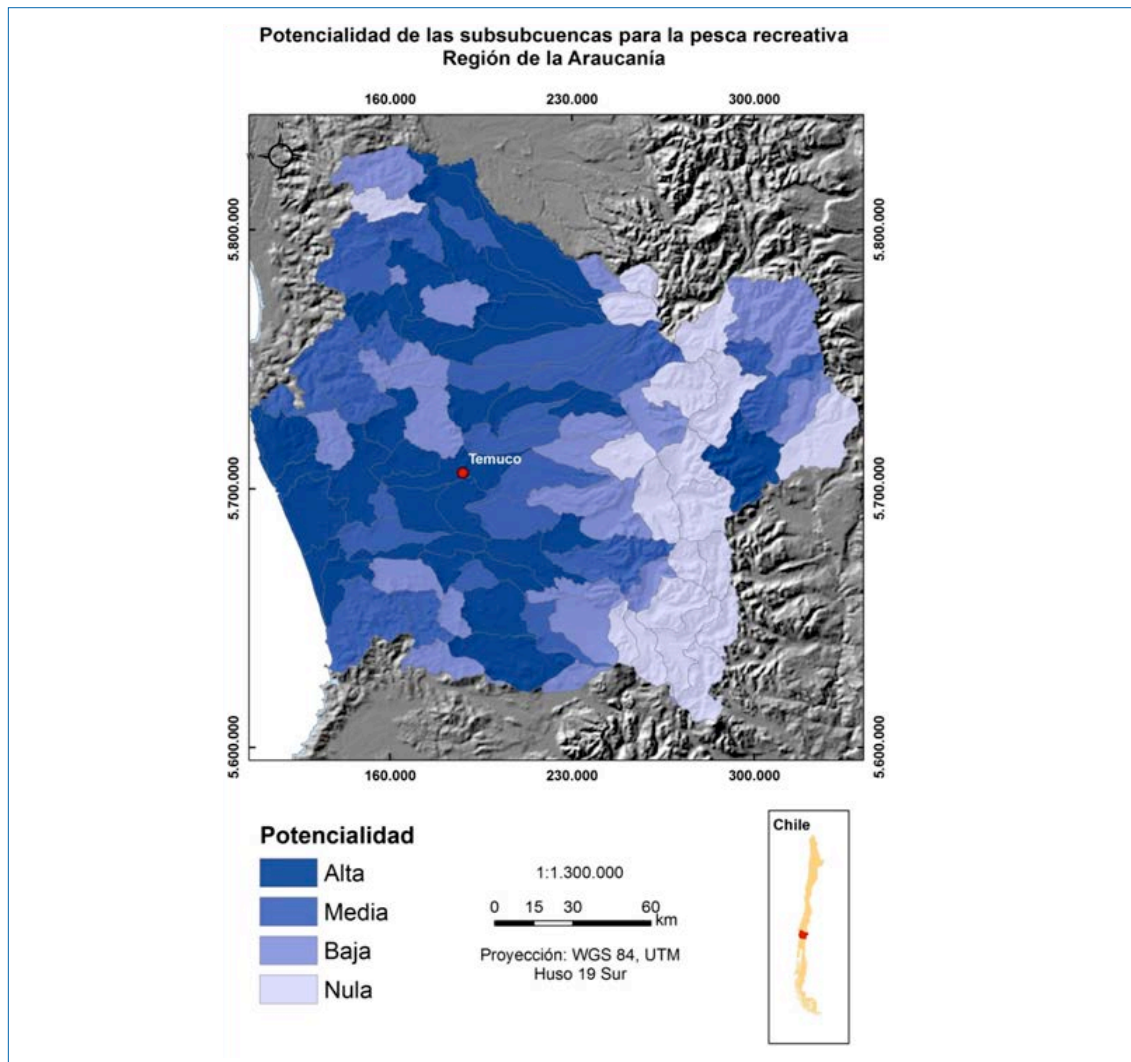 Potencialidad de las subsubcuencas para la pesca recreativa
Región de la Araucanía
160.000 230.000 300.000
N
W
5.800.000 5.800.000
Temuco
5.700.000 5.700.000
5.600.000 5.600.000
160.000 230.000 300.000
Potencialidad
Alta
Media
Baja
Nula
1:1.300.000
0 15 30 60
km
Proyección: WGS 84, UTM
Huso 19 Sur
Chile